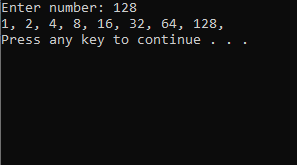 Enter number: 128
1, 2, 4, 8, 16, 32, 64, 128,
Press any key to continue . . .